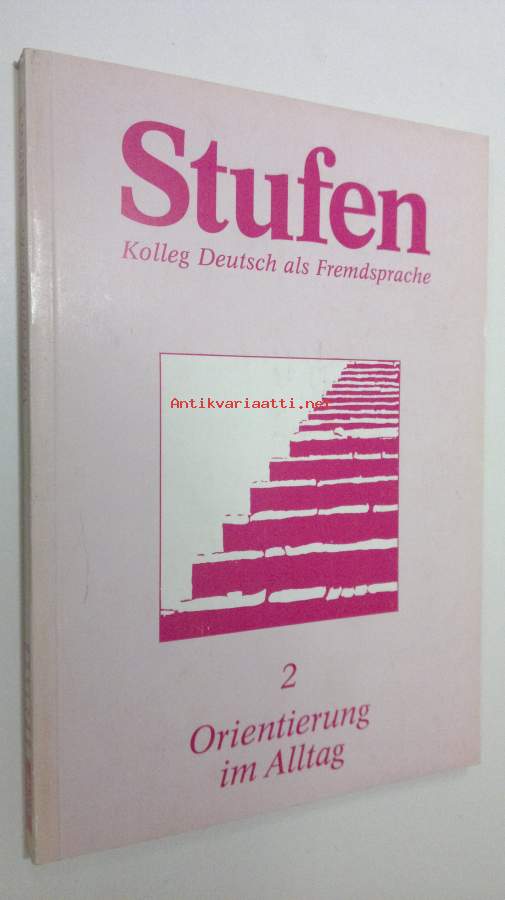 Stufen
Kolleg Deutsch als Fremdsprache
Antikvariaatti.net
2
Orientierung
im Alltag